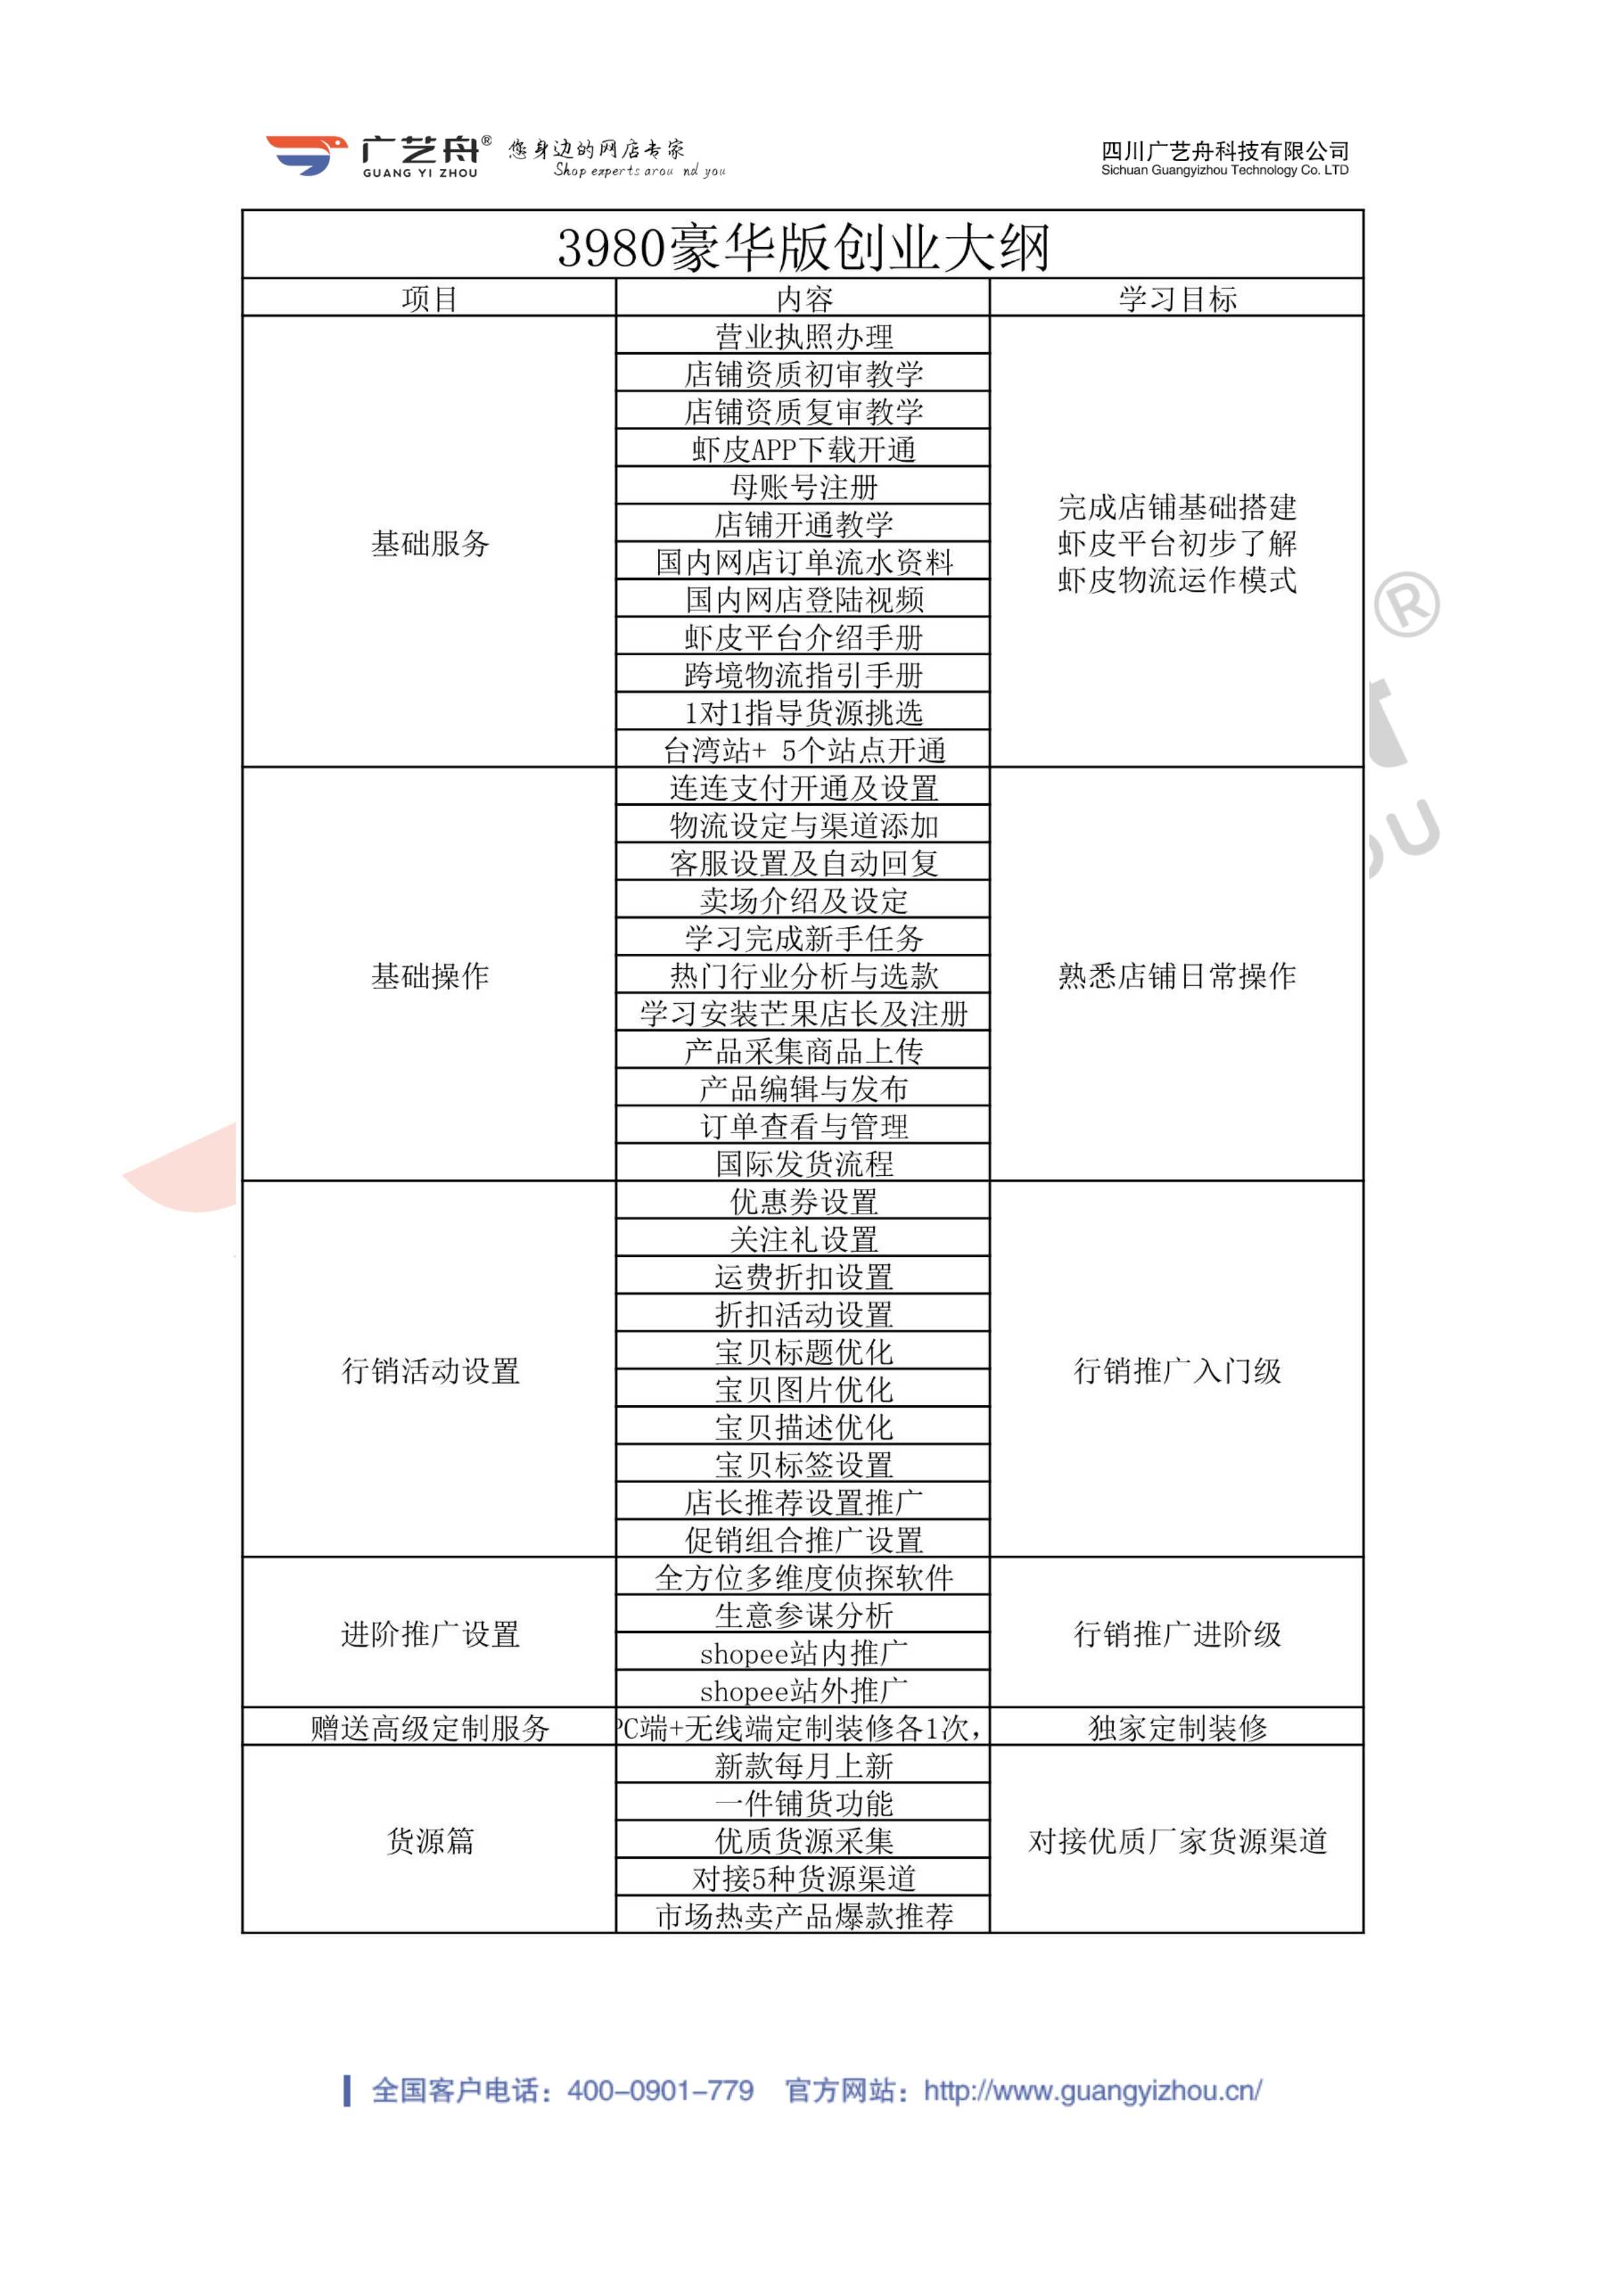 广艺舟®
GUANG YI ZHOU
您身边的网店专家
Shop experts arou nd you
四川广艺舟科技有限公司
Sichuan Guangyizhou Technology Co. LTD
3980豪华版创业大纲
项目 内容 学习目标
基础服务
营业执照办理
店铺资质初审教学
店铺资质复审教学
虾皮APP下载开通
母账号注册
店铺开通教学
国内网店订单流水资料
国内网店登陆视频
虾皮平台介绍手册
跨境物流指引手册
1对1指导货源挑选
台湾站+ 5个站点开通
完成店铺基础搭建
虾皮平台初步了解
虾皮物流运作模式
基础操作
连连支付开通及设置
物流设定与渠道添加
客服设置及自动回复
卖场介绍及设定
学习完成新手任务
热门行业分析与选款
学习安装芒果店长及注册
产品采集商品上传
产品编辑与发布
订单查看与管理
国际发货流程
熟悉店铺日常操作
行销活动设置
优惠券设置
关注礼设置
运费折扣设置
折扣活动设置
宝贝标题优化
宝贝图片优化
宝贝描述优化
宝贝标签设置
店长推荐设置推广
促销组合推广设置
行销推广入门级
进阶推广设置
全方位多维度侦探软件
生意参谋分析
shopee站内推广
shopee站外推广
行销推广进阶级
赠送高级定制服务 PC端+无线端定制装修各1次， 独家定制装修
货源篇
新款每月上新
一件铺货功能
优质货源采集
对接5种货源渠道
市场热卖产品爆款推荐
对接优质厂家货源渠道
®
OU
全国客户电话：400-0901-779 官方网站：http://www.guangyizhou.cn/